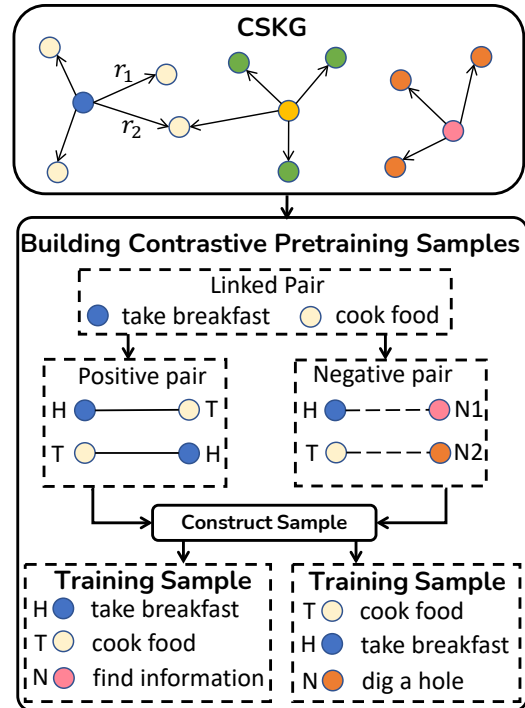 CSKG
r₁
r₂
Building Contrastive Pretraining Samples
Linked Pair
take breakfast cook food
Positive pair Negative pair
H T H N1
T H T N2
Construct Sample
Training Sample Training Sample
H take breakfast T cook food
T cook food H take breakfast
N find information N dig a hole